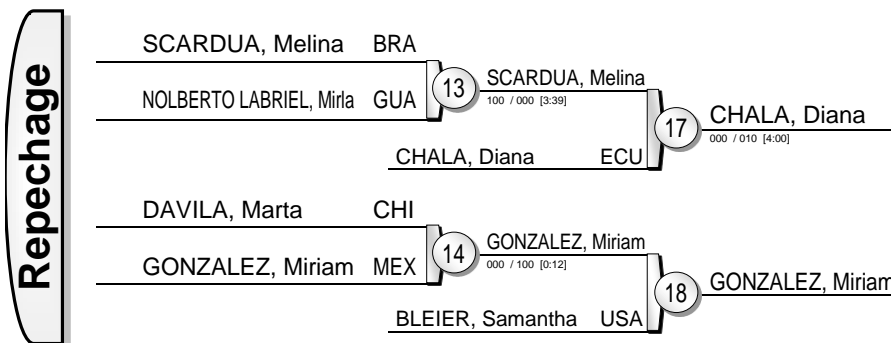 Repechage
SCARDUA, Melina BRA
NOLBERTO LABRIEL, Mirla GUA
13
SCARDUA, Melina
100 / 000 [3:39]
CHALA, Diana ECU
17
CHALA, Diana
000 / 010 [4:00]
DAVILA, Marta CHI
GONZALEZ, Miriam MEX
14
GONZALEZ, Miriam
000 / 100 [0:12]
BLEIER, Samantha USA
18
GONZALEZ, Miriam